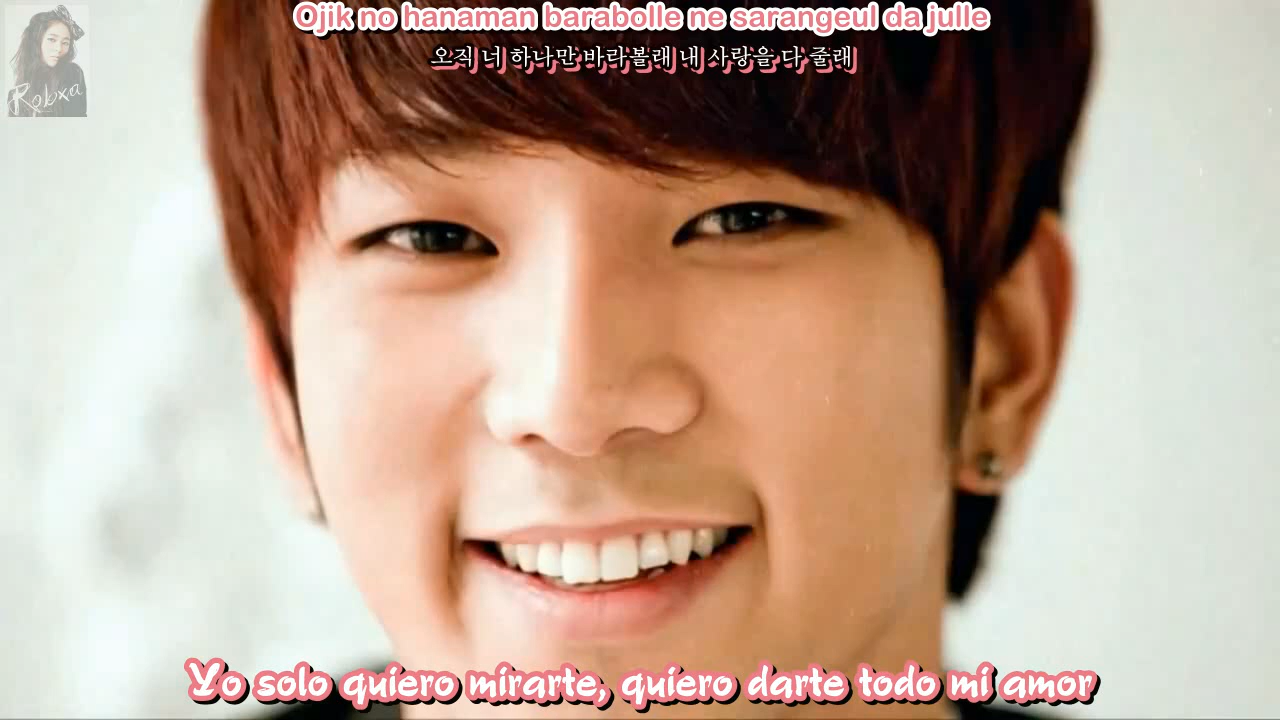 Ojik no hanaman barabolle ne sarangeul da julle
오직 너 하나만 바라볼래 내 사랑을 다 줄래
Robxa
Yo solo quiero mirarte, quiero darte todo mi amor